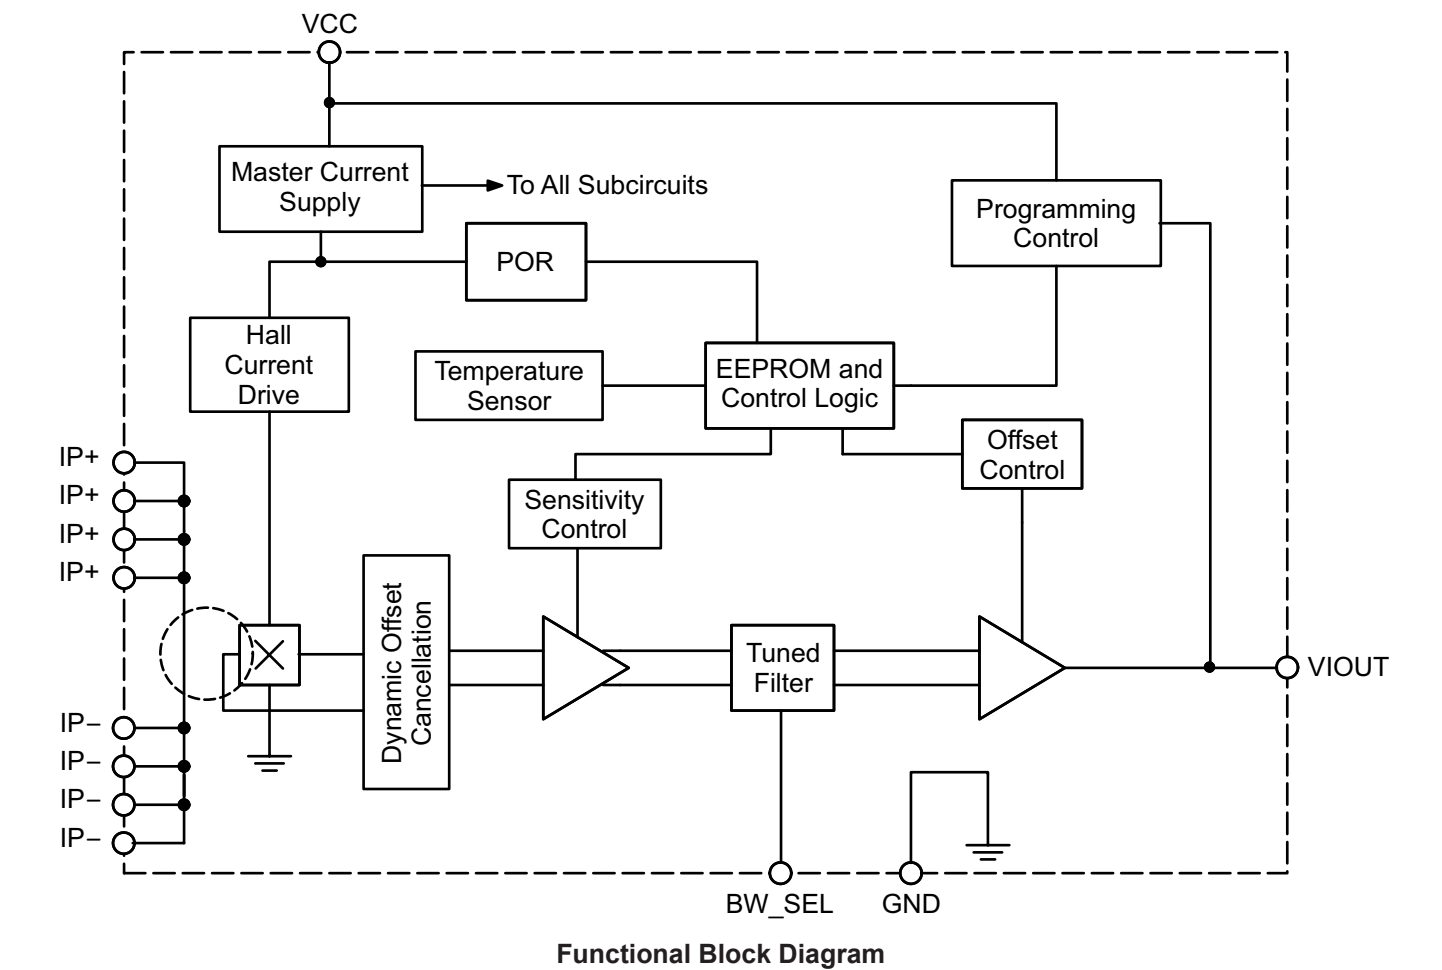 VCC
Master Current
Supply
To All Subcircuits
Programming
Control
POR
Hall
Current
Drive
Temperature
Sensor
EEPROM and
Control Logic
Offset
Control
IP+
IP+
IP+
IP+
Sensitivity
Control
Dynamic Offset
Cancellation
Tuned
Filter
VIOUT
IP−
IP−
IP−
IP−
BW_SEL
GND
Functional Block Diagram